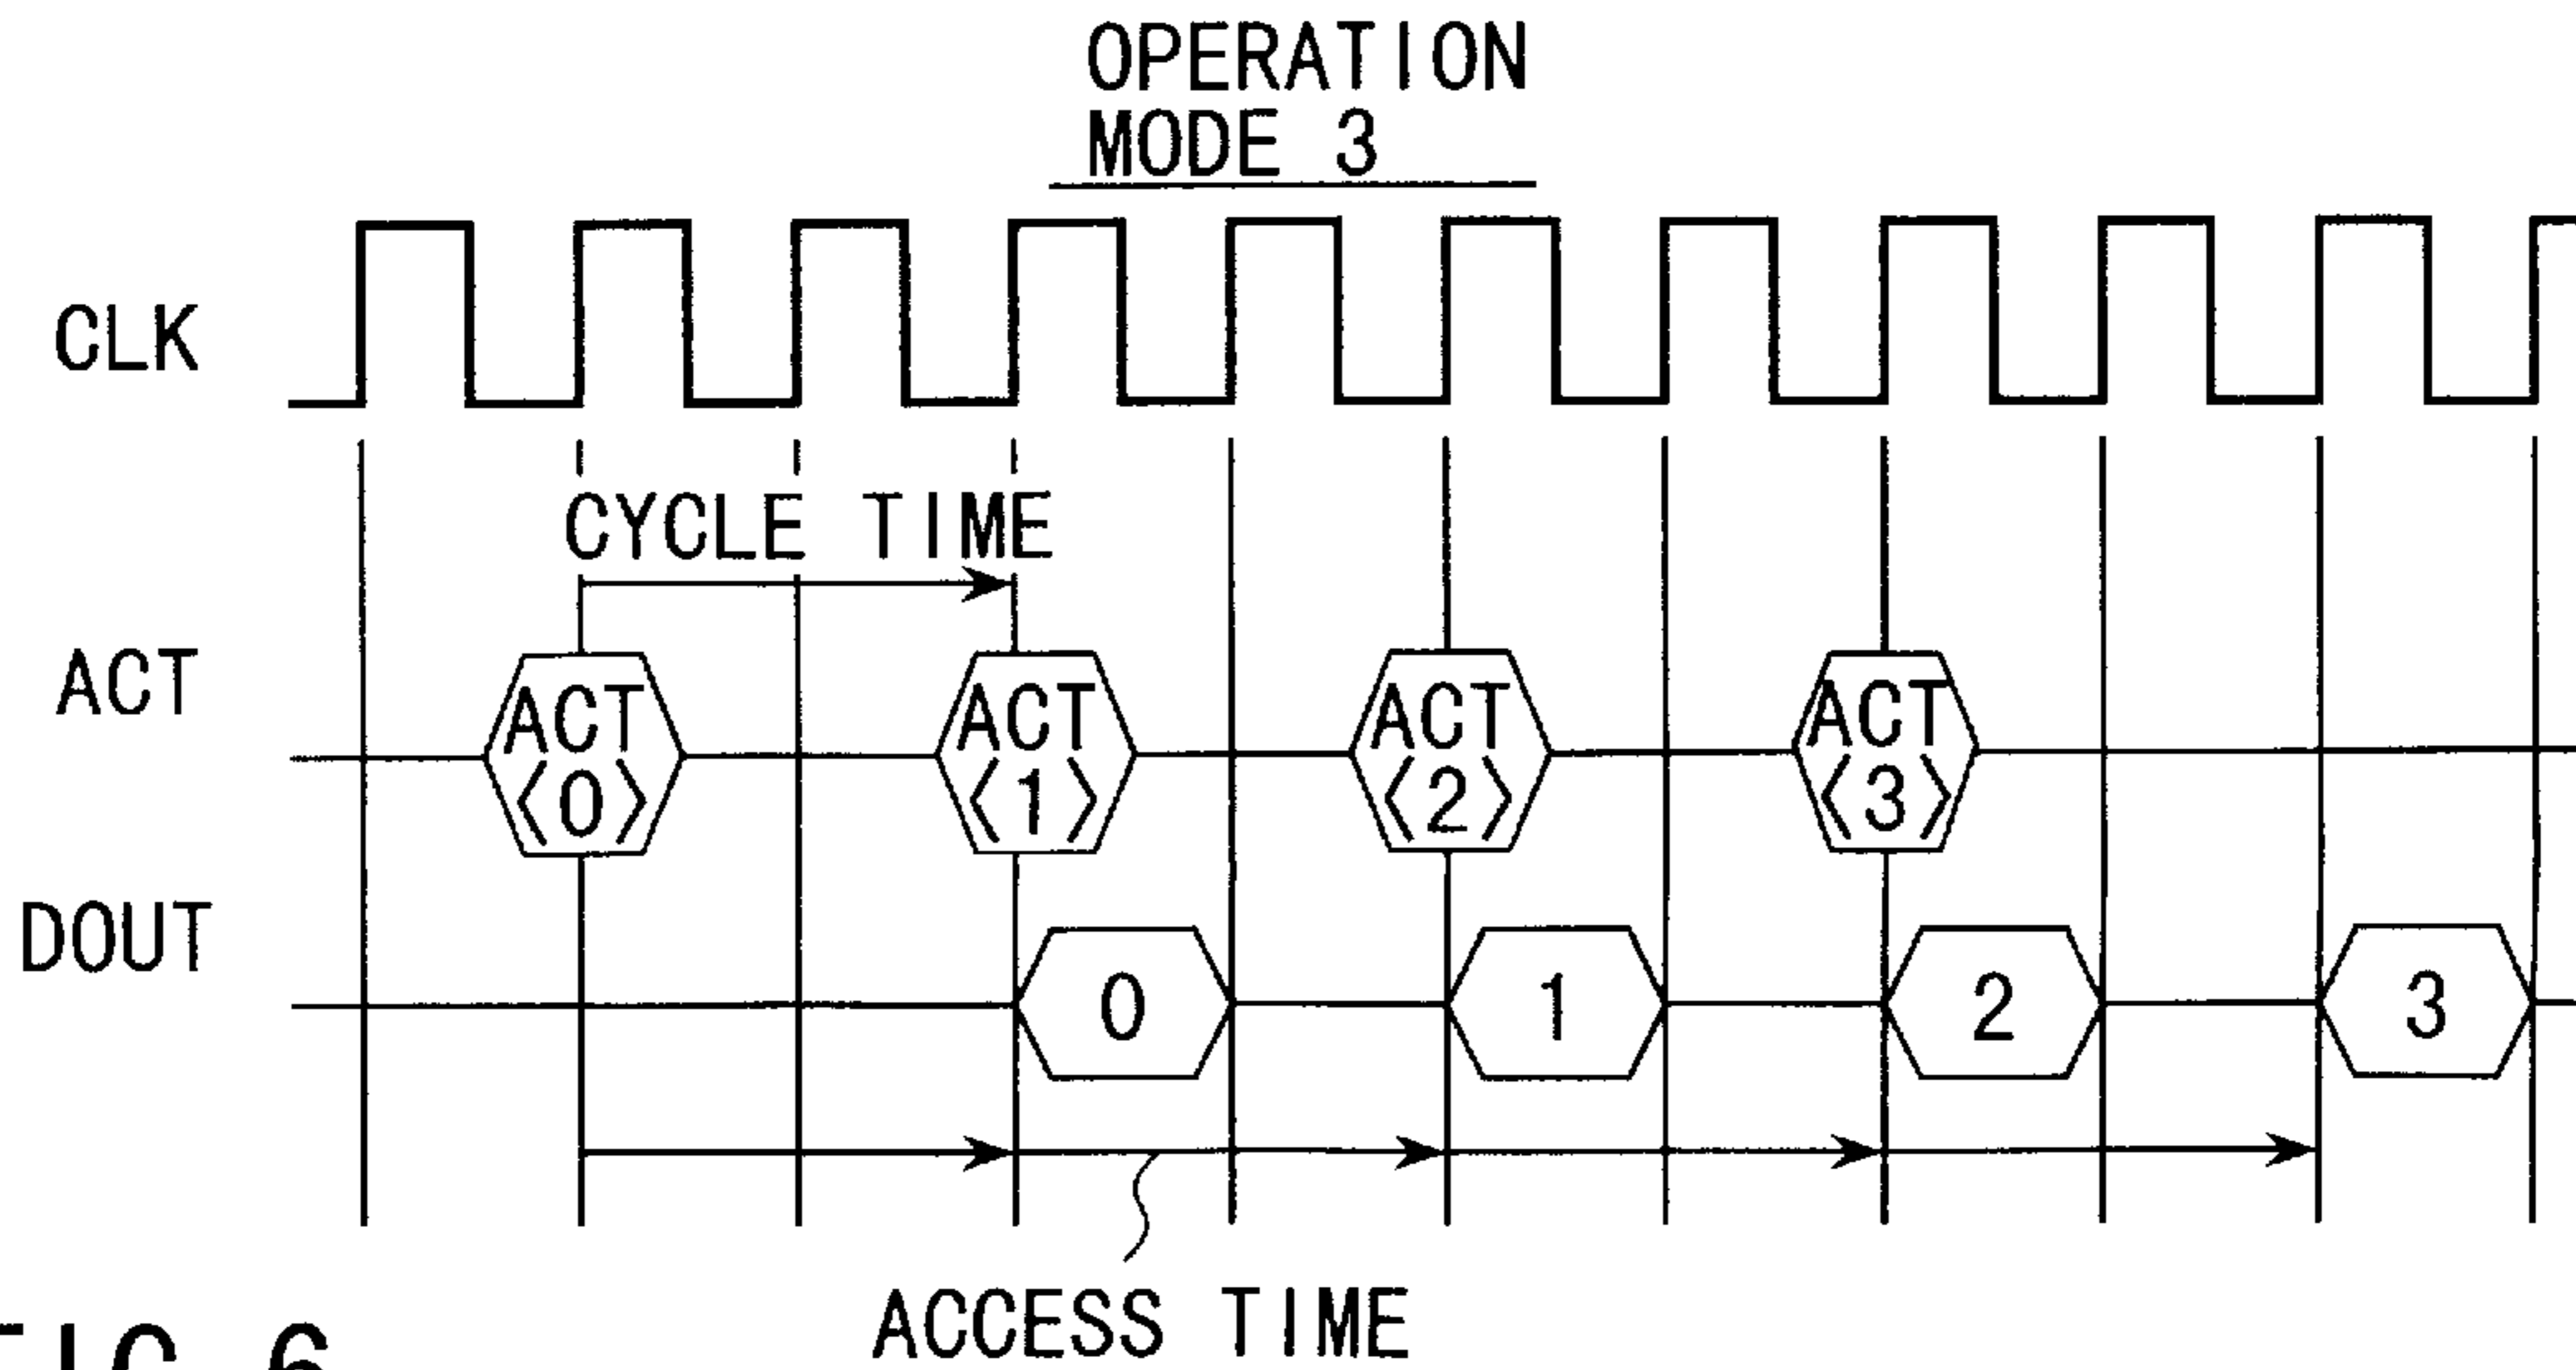 OPERATION
MODE 3
CLK
CYCLE TIME
ACT
ACT
<0>
ACT
<1>
ACT
<2>
ACT
<3>
DOUT
0
1
2
3
ACCESS TIME